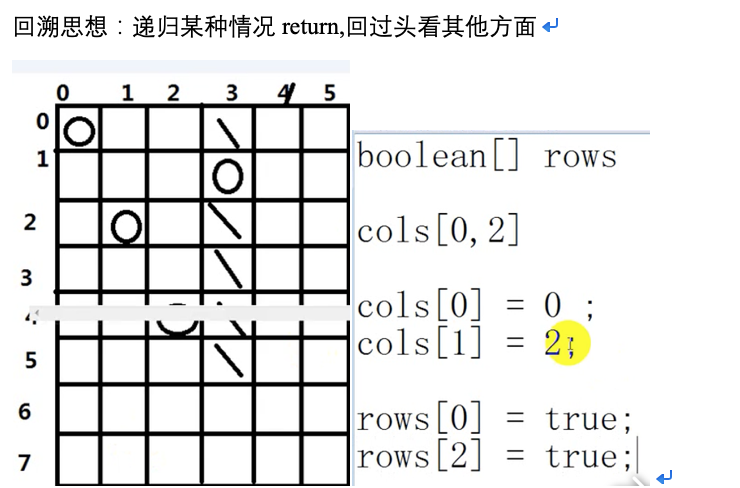 回溯思想：递归某种情况 return,回过头看其他方面
0 1 2 3 4 5
0
1
2
3
4
5
6
7
boolean[] rows
cols[0,2]
cols[0] = 0 ;
cols[1] = 2;
rows[0] = true;
rows[2] = true;